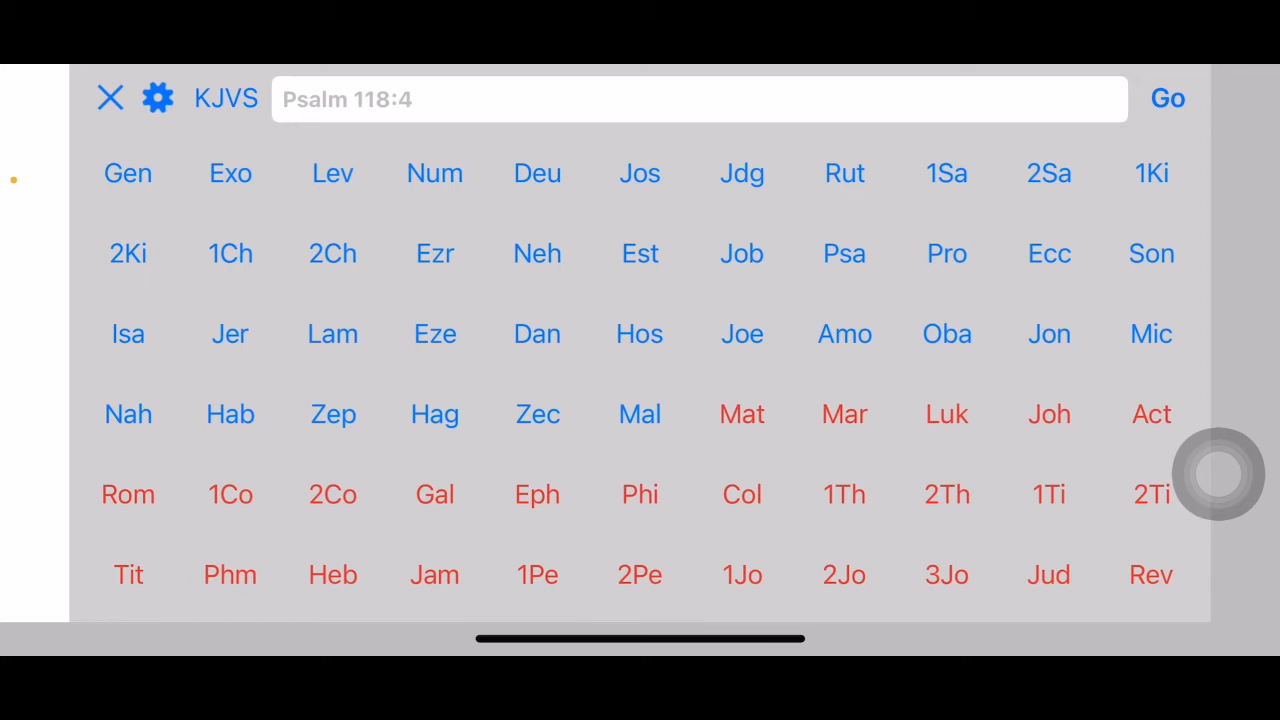 KJVS Psalm 118:4 Go
Gen Exo Lev Num Deu Jos Jdg Rut 1Sa 2Sa 1Ki
2Ki 1Ch 2Ch Ezr Neh Est Job Psa Pro Ecc Son
Isa Jer Lam Eze Dan Hos Joe Amo Oba Jon Mic
Nah Hab Zep Hag Zec Mal Mat Mar Luk Joh Act
Rom 1Co 2Co Gal Eph Phi Col 1Th 2Th 1Ti 2Ti
Tit Phm Heb Jam 1Pe 2Pe 1Jo 2Jo 3Jo Jud Rev